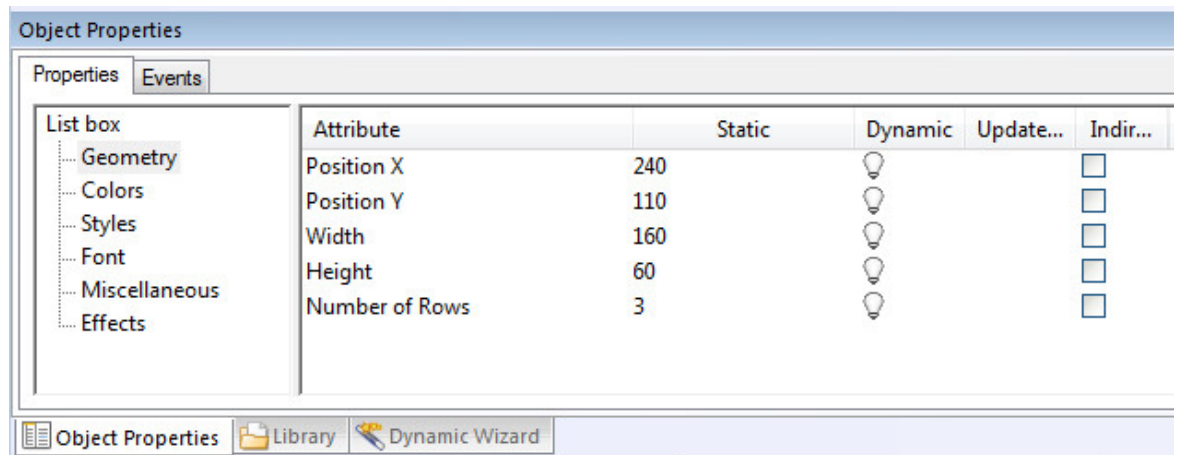 Object Properties
Properties Events
List box
Geometry
Colors
Styles
Font
Miscellaneous
Effects
Attribute Static Dynamic Update... Indir...
Position X 240
Position Y 110
Width 160
Height 60
Number of Rows 3
Object Properties Library Dynamic Wizard